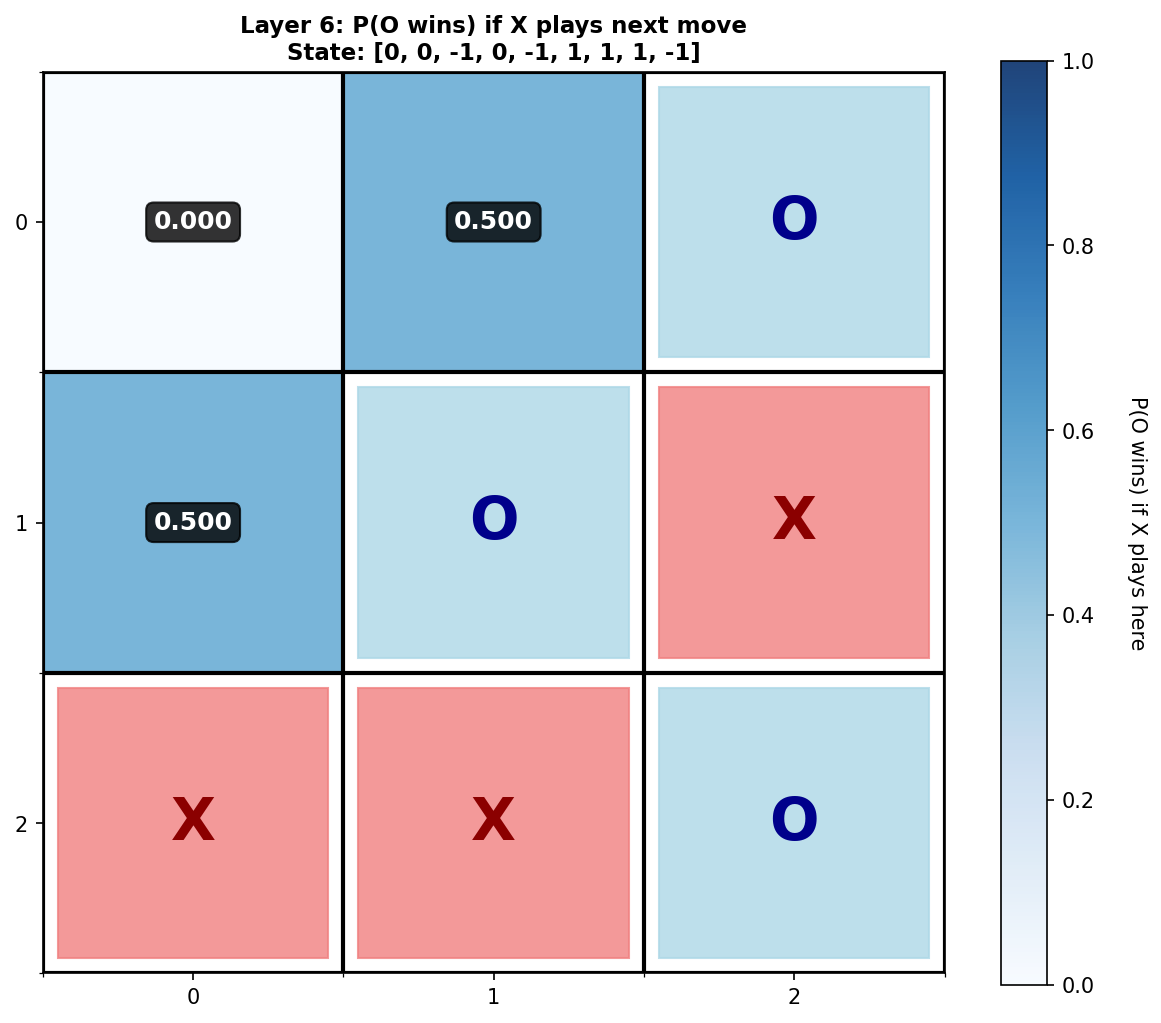 Layer 6: P(O wins) if X plays next move
State: [0, 0, -1, 0, -1, 1, 1, 1, -1]
0
0.000
0.500
O
1
0.500
O
X
2
X
X
O
0
1
2
1.0
0.8
0.6
0.4
0.2
0.0
P(O wins) if X plays here